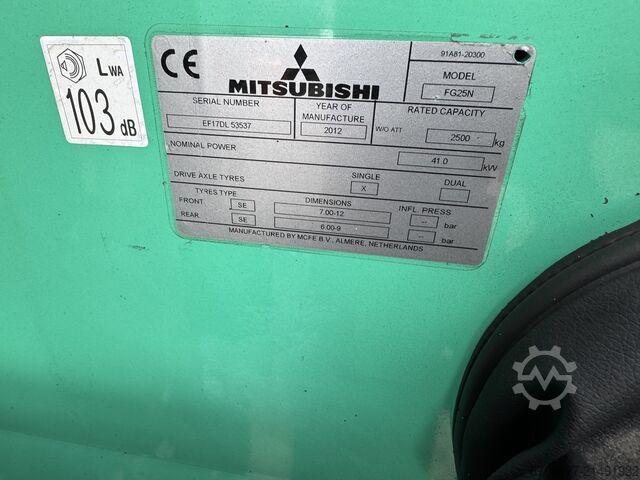 LWA
103 dB
CE
MITSUBISHI
91A81-20300
MODEL
FG25N
SERIAL NUMBER
EF17DL 53537
YEAR OF
MANUFACTURE
2012
RATED CAPACITY
W/O ATT 2500 kg
NOMINAL POWER 41.0 kW
DRIVE AXLE TYRES SINGLE X DUAL
TYRES TYPE DIMENSIONS INFL. PRESS
FRONT SE 7.00-12 -- bar
REAR SE 6.00-9 -- bar
MANUFACTURED BY MCFE B.V., ALMERE, NETHERLANDS